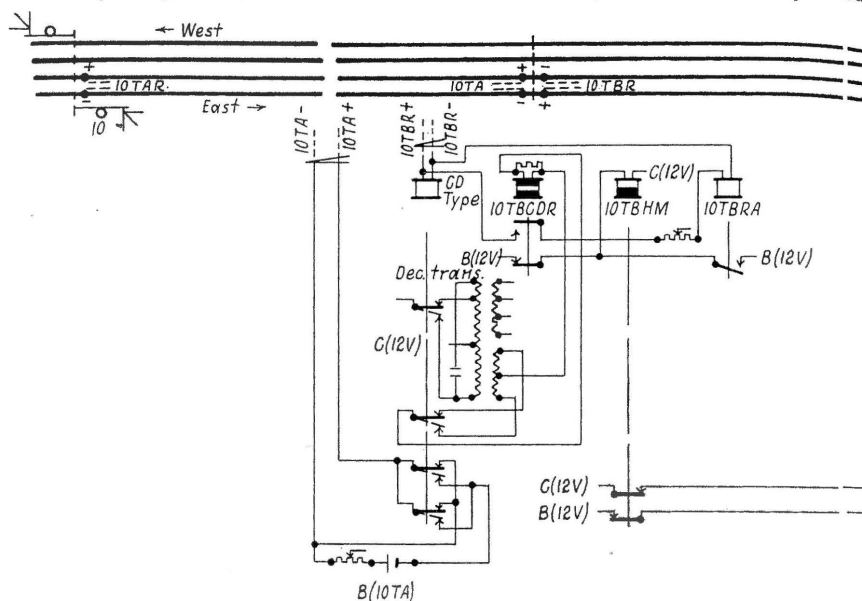 ← West
+
10TAR.
-
East →
10
10TA
+ -
10TBR
- +
10TA-
10TA+
10TBR+
10TBR-
CD Type
10TBCDR
C(12V)
10TBHM
10TBRA
B(12V)
B(12V)
Dec. trans.
C(12V)
C(12V)
B(12V)
B(10TA)